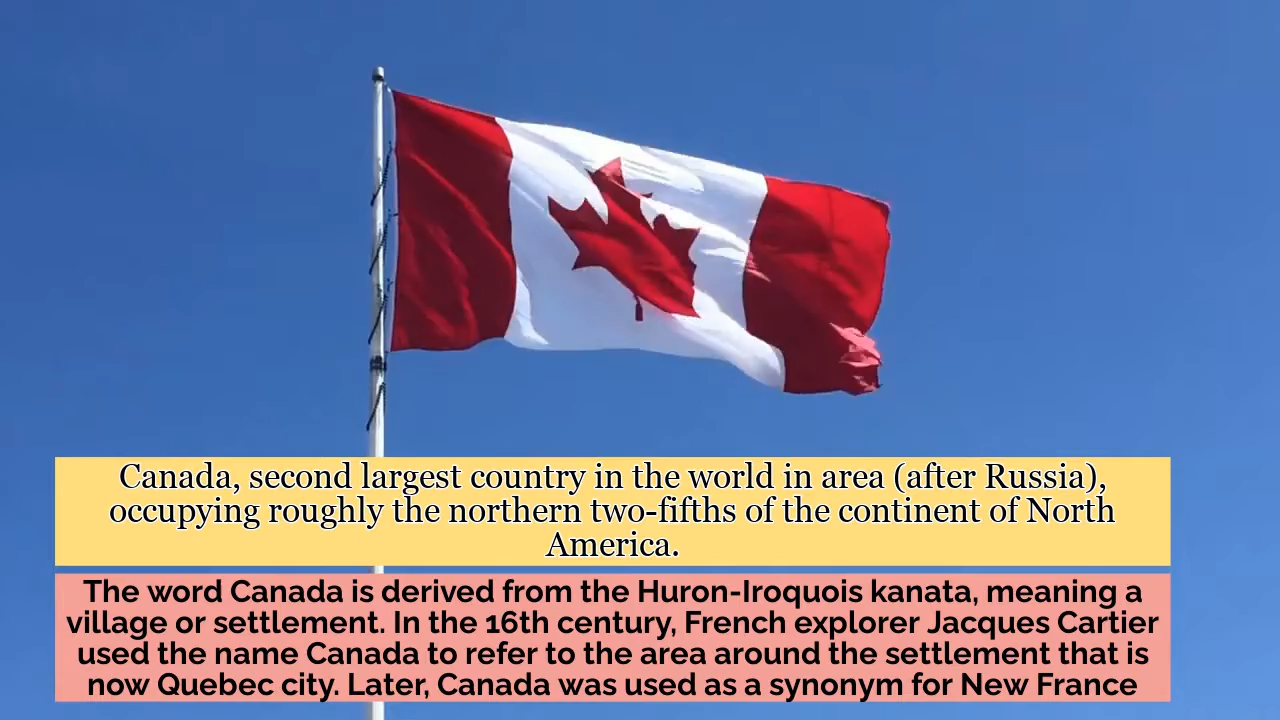 Canada, second largest country in the world in area (after Russia),
occupying roughly the northern two-fifths of the continent of North
America.
The word Canada is derived from the Huron-Iroquois kanata, meaning a
village or settlement. In the 16th century, French explorer Jacques Cartier
used the name Canada to refer to the area around the settlement that is
now Quebec city. Later, Canada was used as a synonym for New France